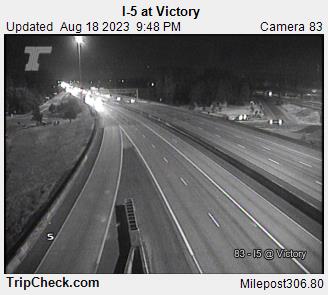 I-5 at Victory
Updated Aug 18 2023 9:48 PM Camera 83
T
S
83 - I5 @ Victory
TripCheck.com Milepost306.80